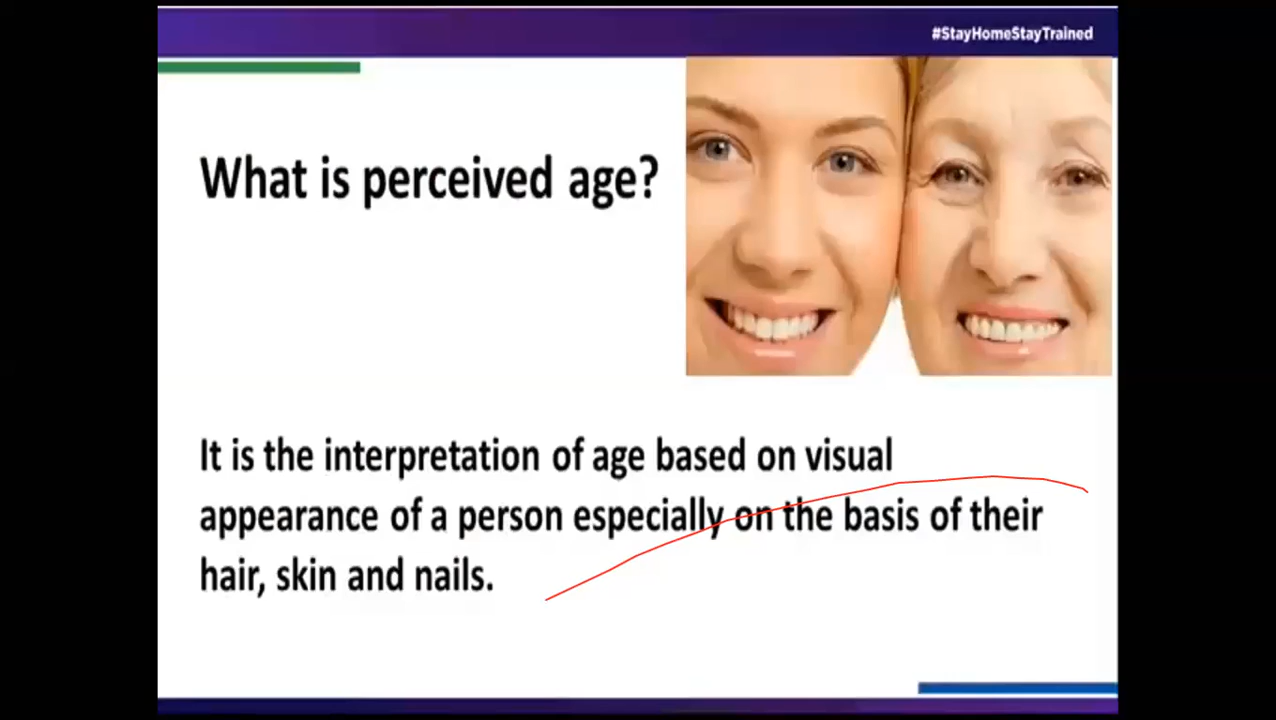 #StayHomeStayTrained
What is perceived age?
It is the interpretation of age based on visual
appearance of a person especially on the basis of their
hair, skin and nails.